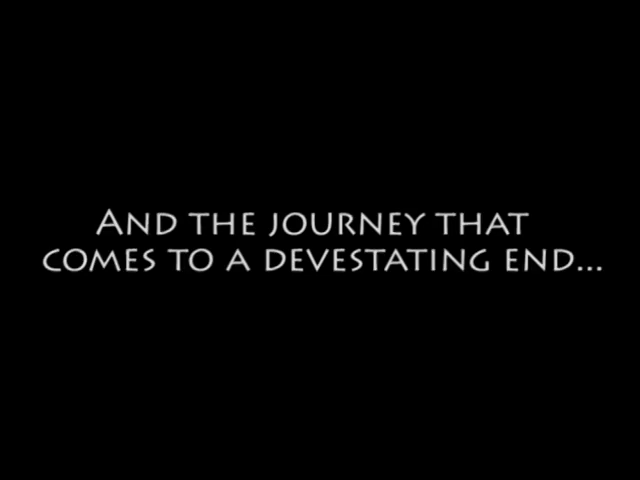 And the journey that
comes to a devestating end...